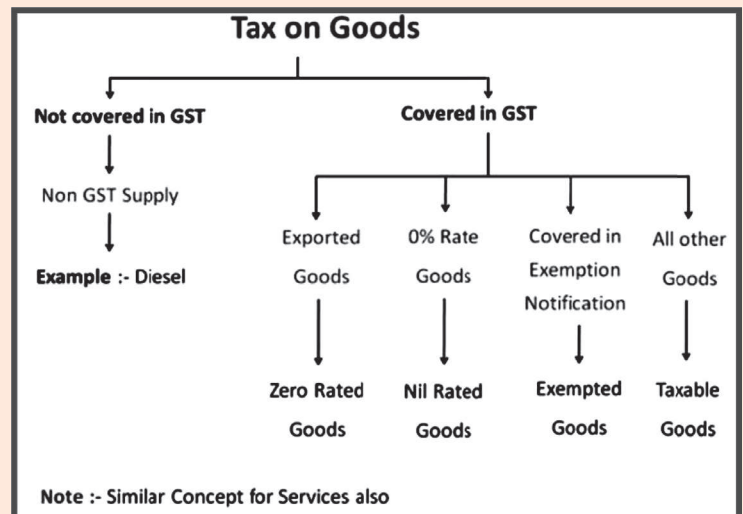 Tax on Goods
Not covered in GST
Covered in GST
Non GST Supply
Example :- Diesel
Exported
Goods
0% Rate
Goods
Covered in
Exemption
Notification
All other
Goods
Zero Rated
Goods
Nil Rated
Goods
Exempted
Goods
Taxable
Goods
Note :- Similar Concept for Services also